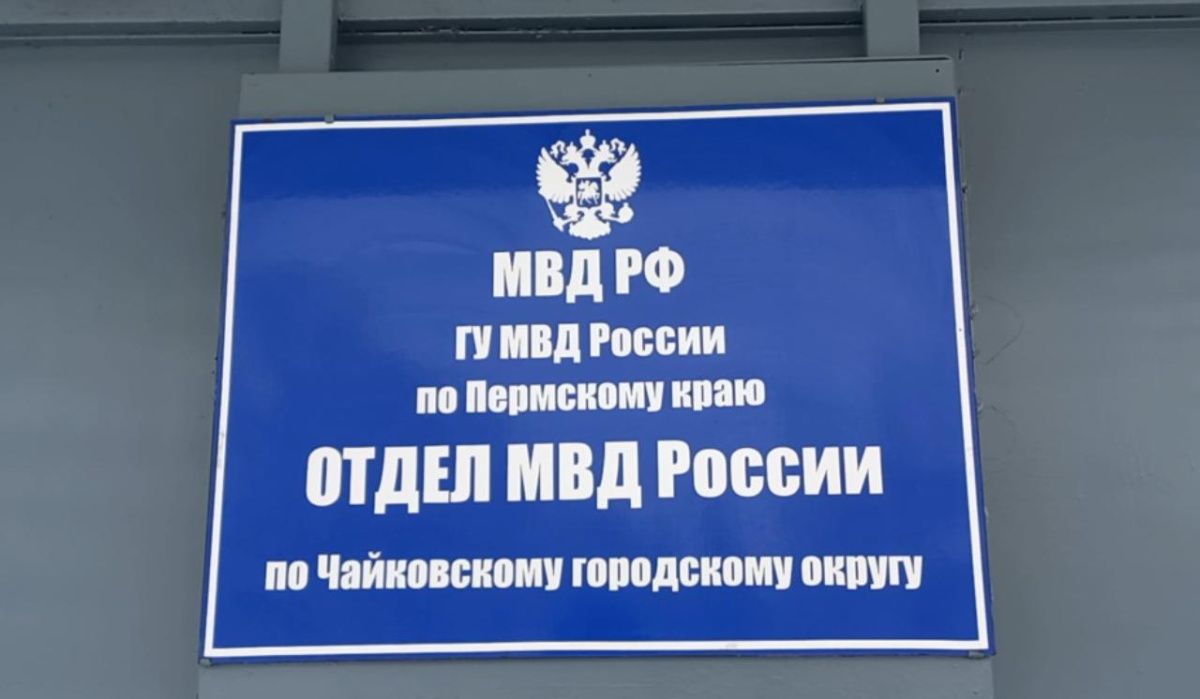 МВД РФ
ГУ МВД России
по Пермскому краю
ОТДЕЛ МВД России
по Чайковскому городскому округу